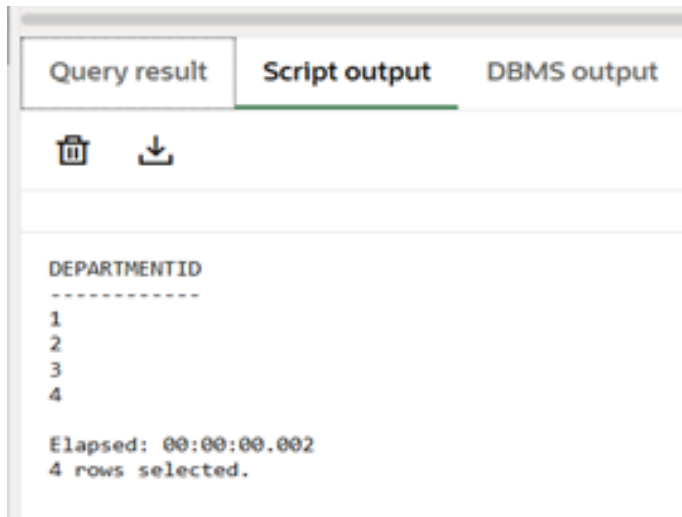 Query result Script output DBMS output
DEPARTMENTID
------------
1
2
3
4
Elapsed: 00:00:00.002
4 rows selected.